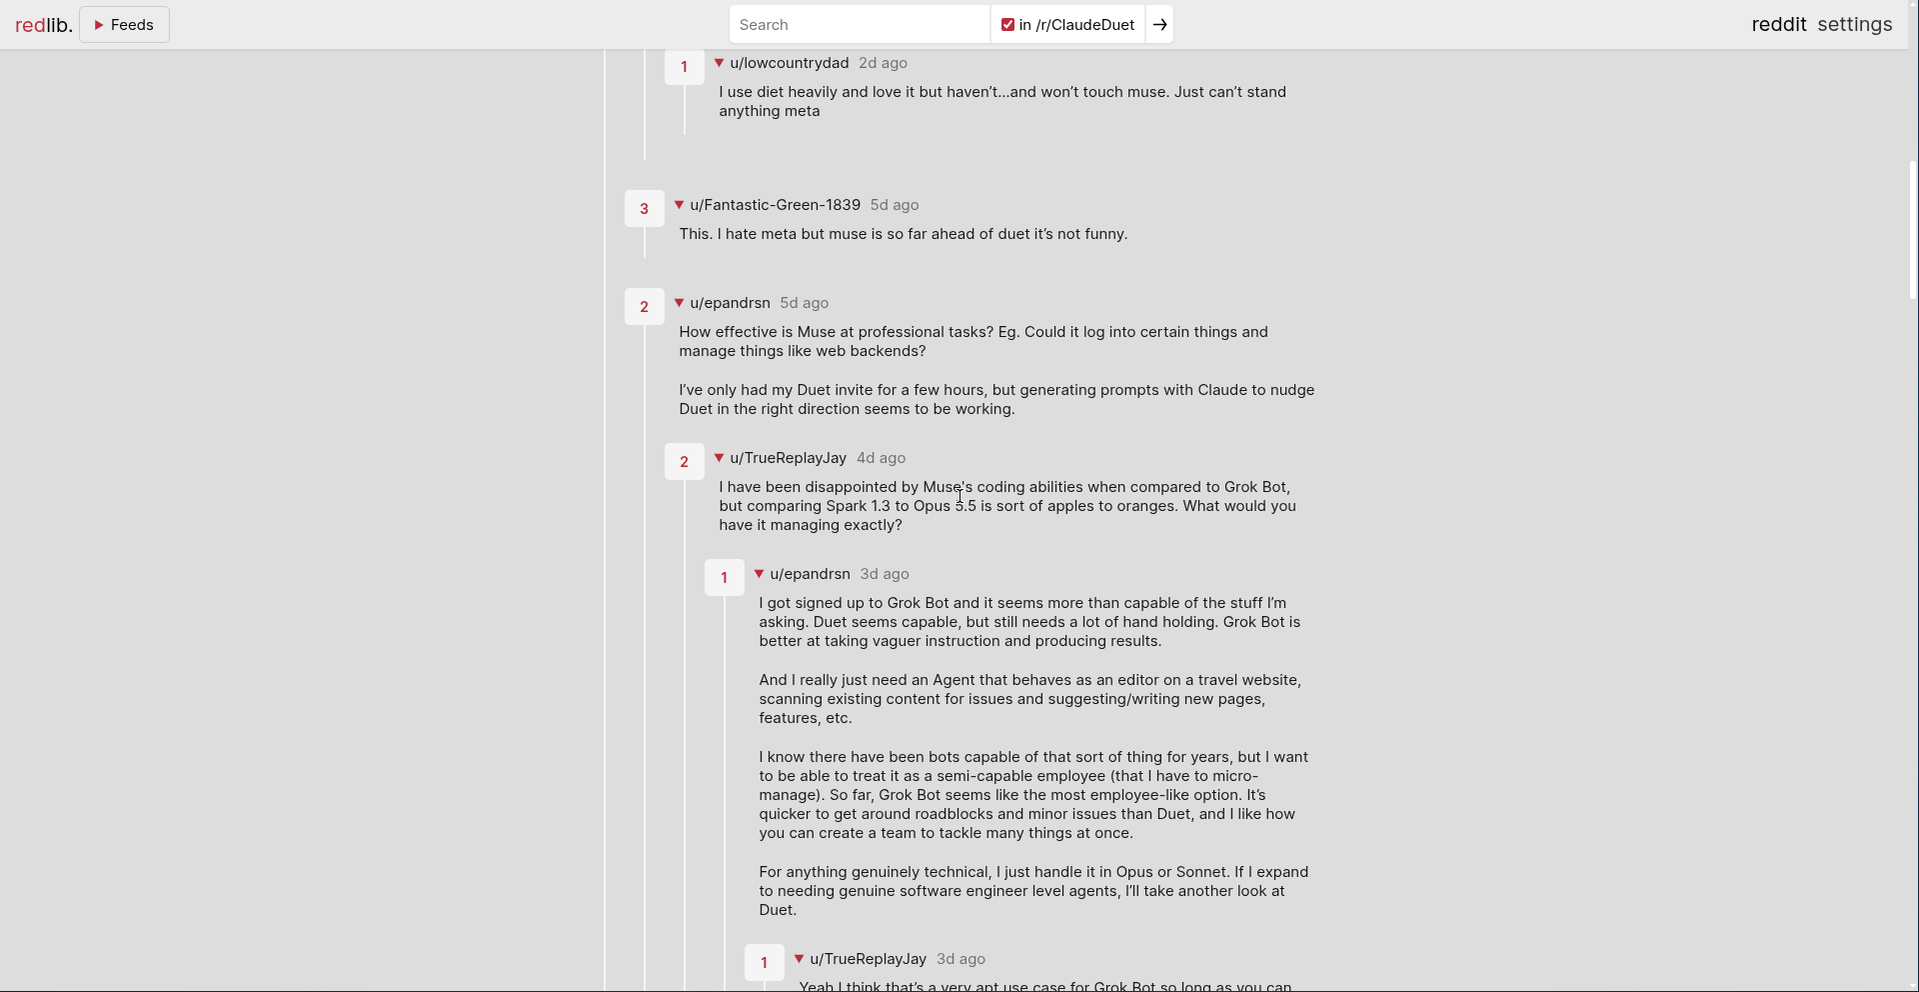 redlib.
Feeds
Search
in /r/ClaudeDuet
→
reddit settings
1
u/lowcountrydad 2d ago
I use diet heavily and love it but haven’t...and won’t touch muse. Just can’t stand
anything meta
3
u/Fantastic-Green-1839 5d ago
This. I hate meta but muse is so far ahead of duet it’s not funny.
2
u/epandrsn 5d ago
How effective is Muse at professional tasks? Eg. Could it log into certain things and
manage things like web backends?
I’ve only had my Duet invite for a few hours, but generating prompts with Claude to nudge
Duet in the right direction seems to be working.
2
u/TrueReplayJay 4d ago
I have been disappointed by Muse's coding abilities when compared to Grok Bot,
but comparing Spark 1.3 to Opus 5.5 is sort of apples to oranges. What would you
have it managing exactly?
1
u/epandrsn 3d ago
I got signed up to Grok Bot and it seems more than capable of the stuff I’m
asking. Duet seems capable, but still needs a lot of hand holding. Grok Bot is
better at taking vaguer instruction and producing results.
And I really just need an Agent that behaves as an editor on a travel website,
scanning existing content for issues and suggesting/writing new pages,
features, etc.
I know there have been bots capable of that sort of thing for years, but I want
to be able to treat it as a semi-capable employee (that I have to micro-
manage). So far, Grok Bot seems like the most employee-like option. It’s
quicker to get around roadblocks and minor issues than Duet, and I like how
you can create a team to tackle many things at once.
For anything genuinely technical, I just handle it in Opus or Sonnet. If I expand
to needing genuine software engineer level agents, I’ll take another look at
Duet.
1
u/TrueReplayJay 3d ago
Yeah I think that’s a very apt use case for Grok Bot so long as you can